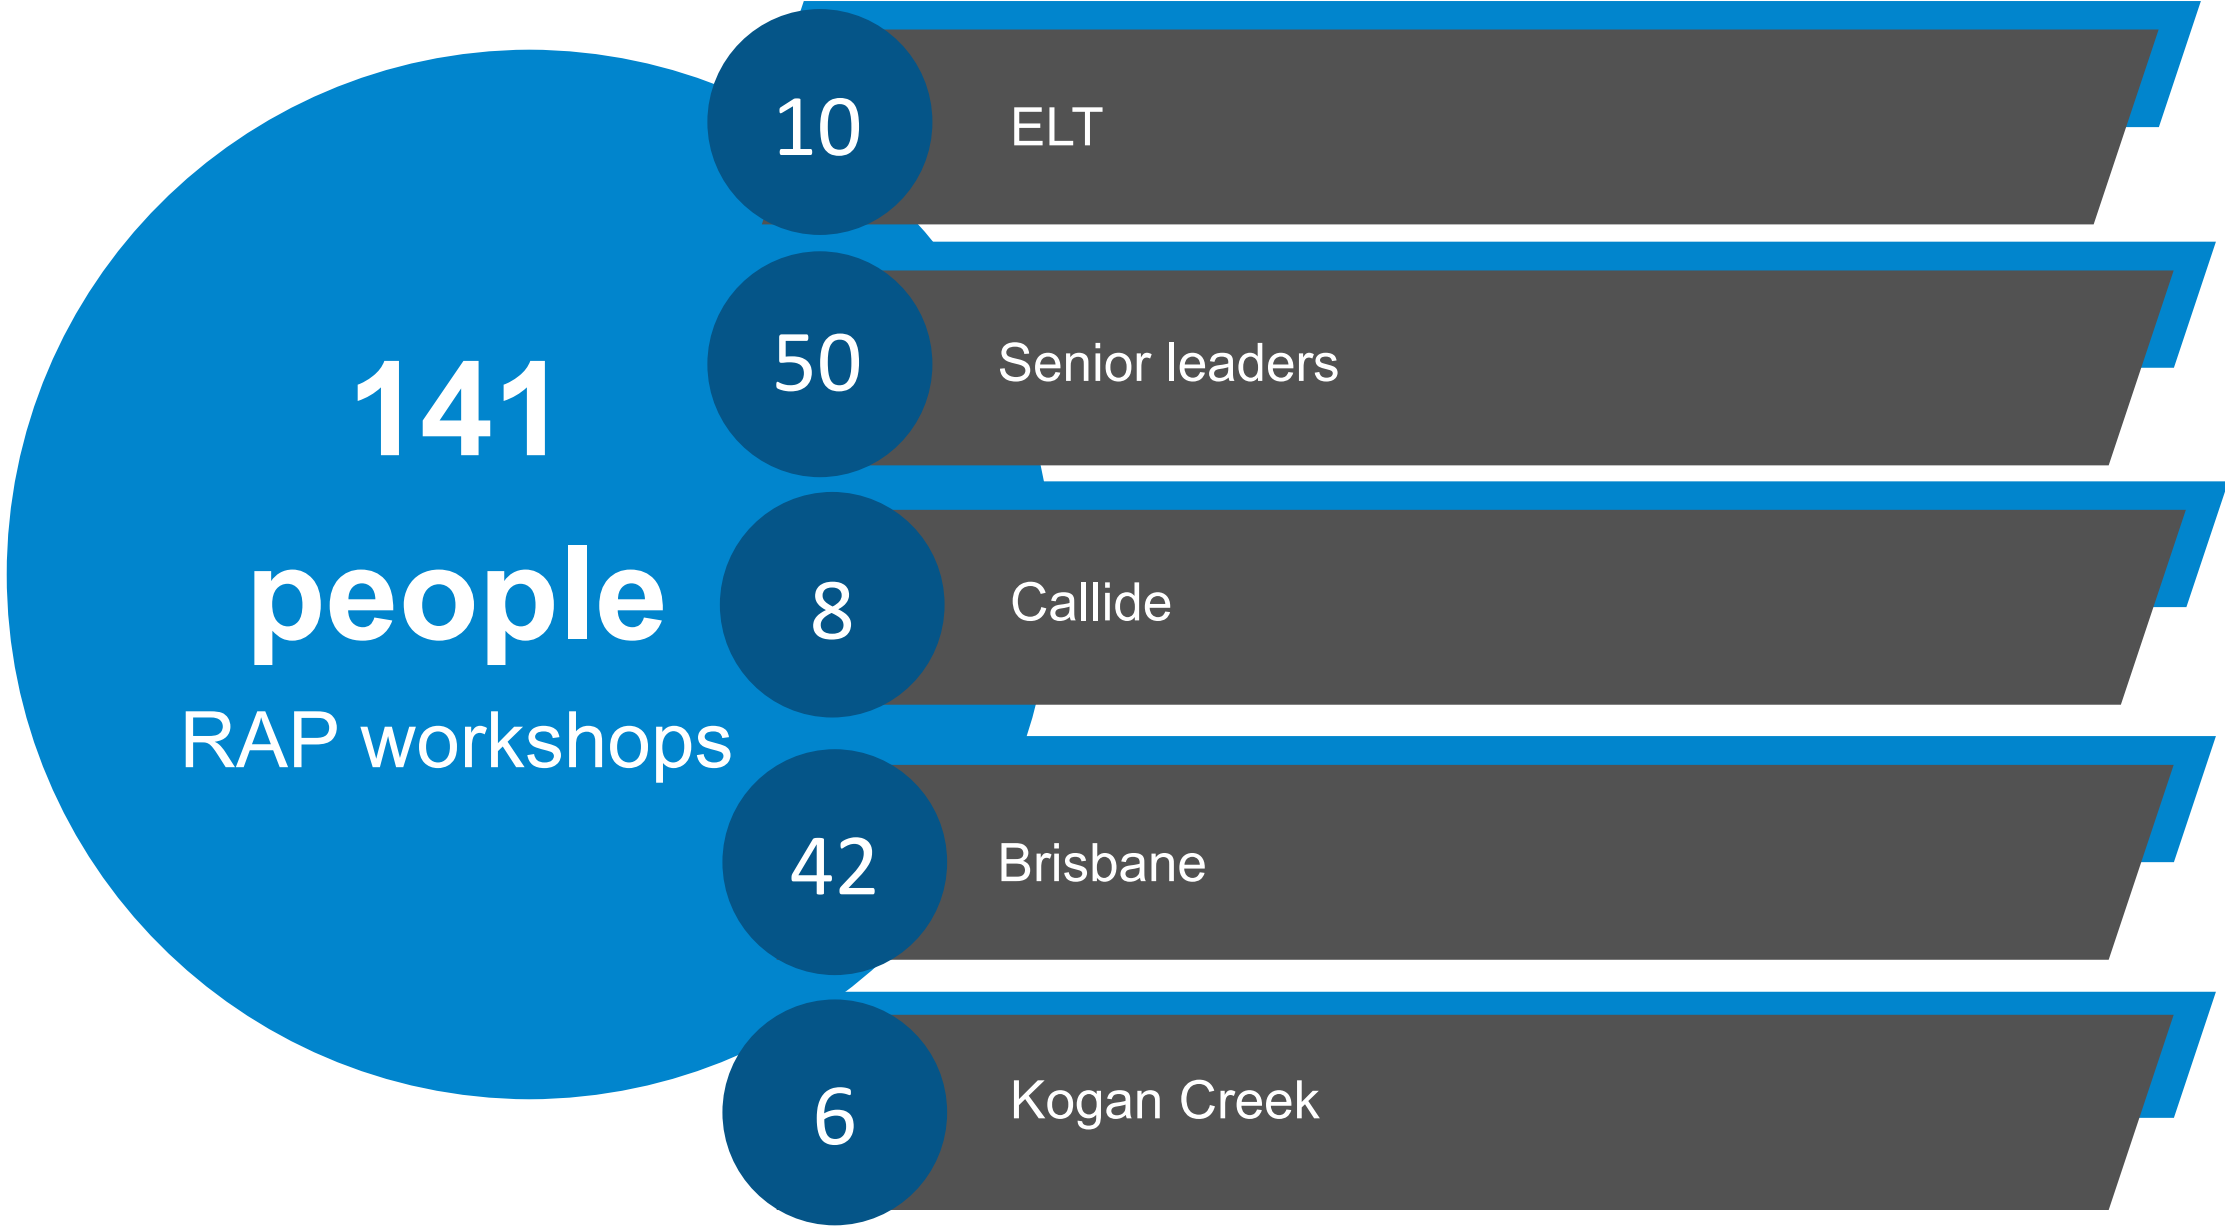 141
people
RAP workshops
10
ELT
50
Senior leaders
8
Callide
42
Brisbane
6
Kogan Creek